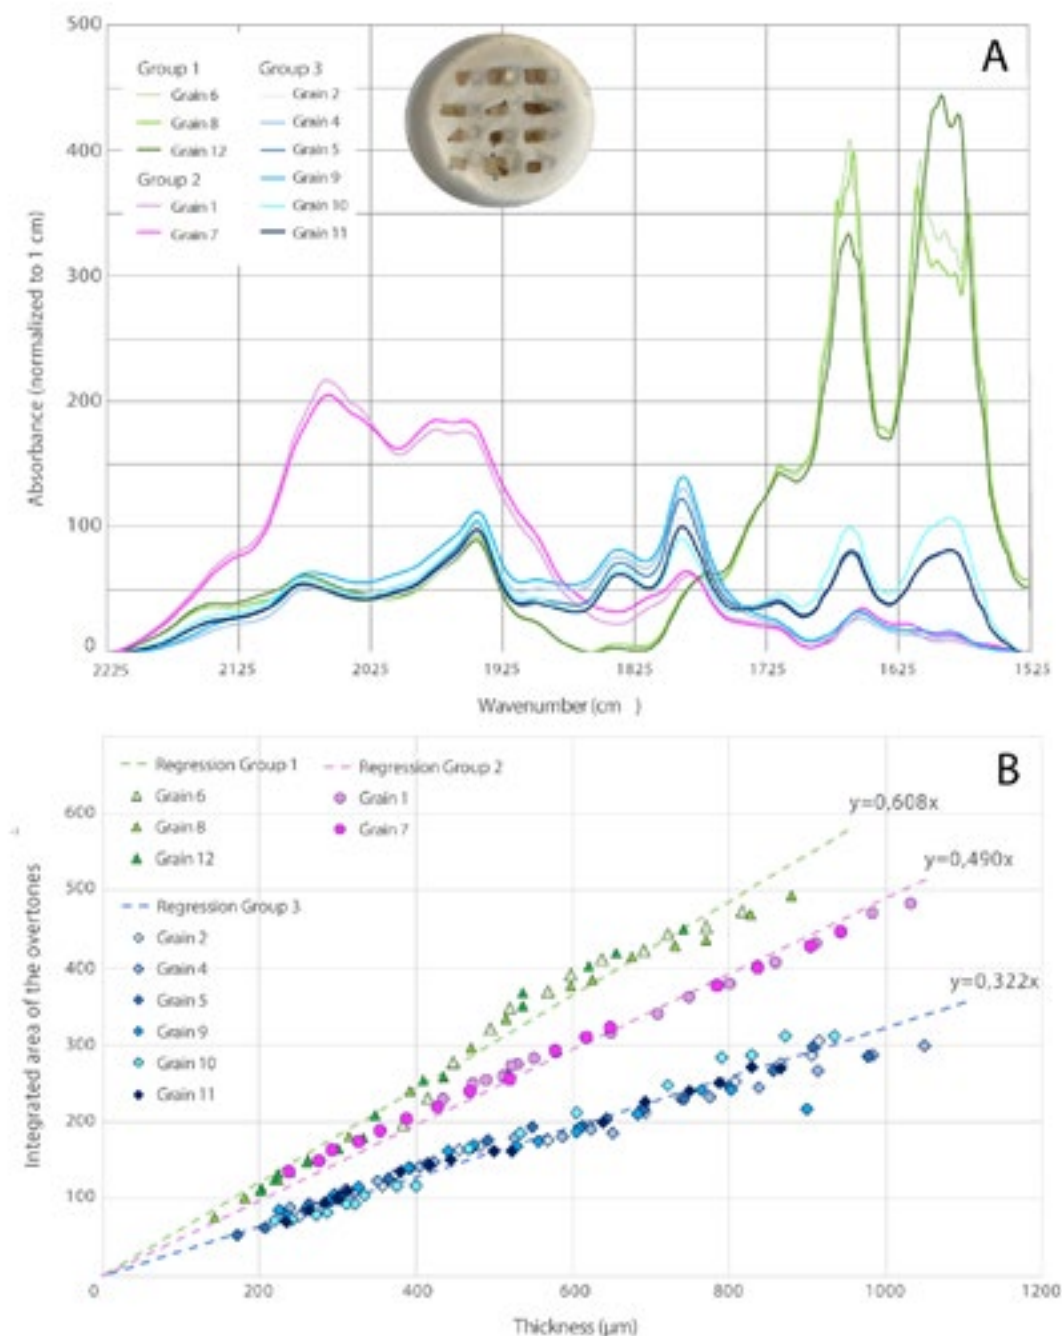 A
500
400
300
200
100
0
Absorbance (normalized to 1 cm)
Group 1
Grain 6
Grain 8
Grain 12
Group 2
Grain 1
Grain 7
Group 3
Grain 2
Grain 4
Grain 5
Grain 9
Grain 10
Grain 11
2225 2125 2025 1925 1825 1725 1625 1525
Wavenumber (cm )
B
Regression Group 1
Grain 6
Grain 8
Grain 12
Regression Group 2
Grain 1
Grain 7
Regression Group 3
Grain 2
Grain 4
Grain 5
Grain 9
Grain 10
Grain 11
y=0,608x
y=0,490x
y=0,322x
600
500
400
300
200
100
Integrated area of the overtones
0 200 400 600 800 1000 1200
Thickness (µm)